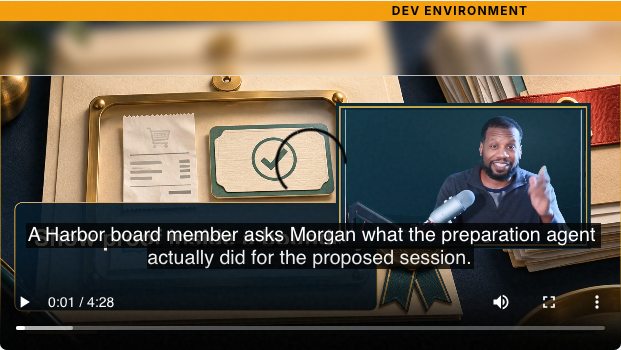 DEV ENVIRONMENT
A Harbor board member asks Morgan what the preparation agent
actually did for the proposed session.
0:01 / 4:28